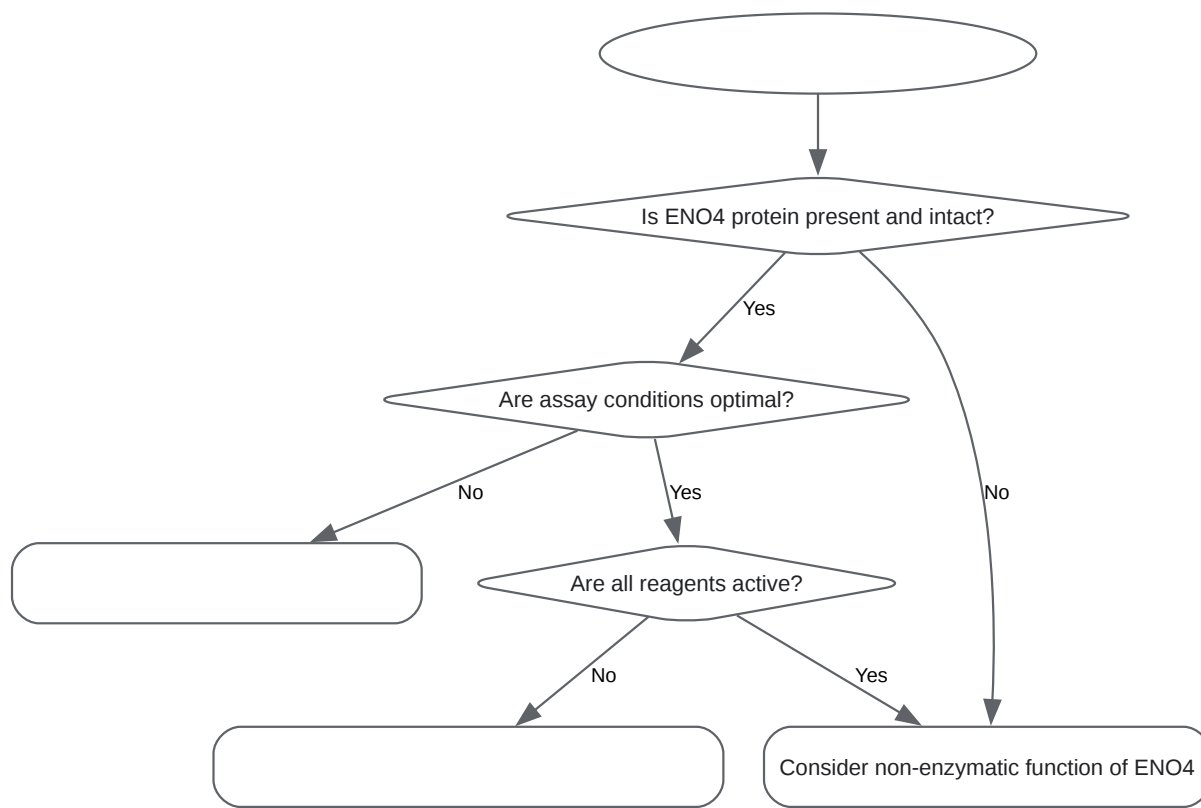 Is ENO4 protein present and intact?
Yes
Are assay conditions optimal?
No
Yes
No
Are all reagents active?
No
Yes
Consider non-enzymatic function of ENO4